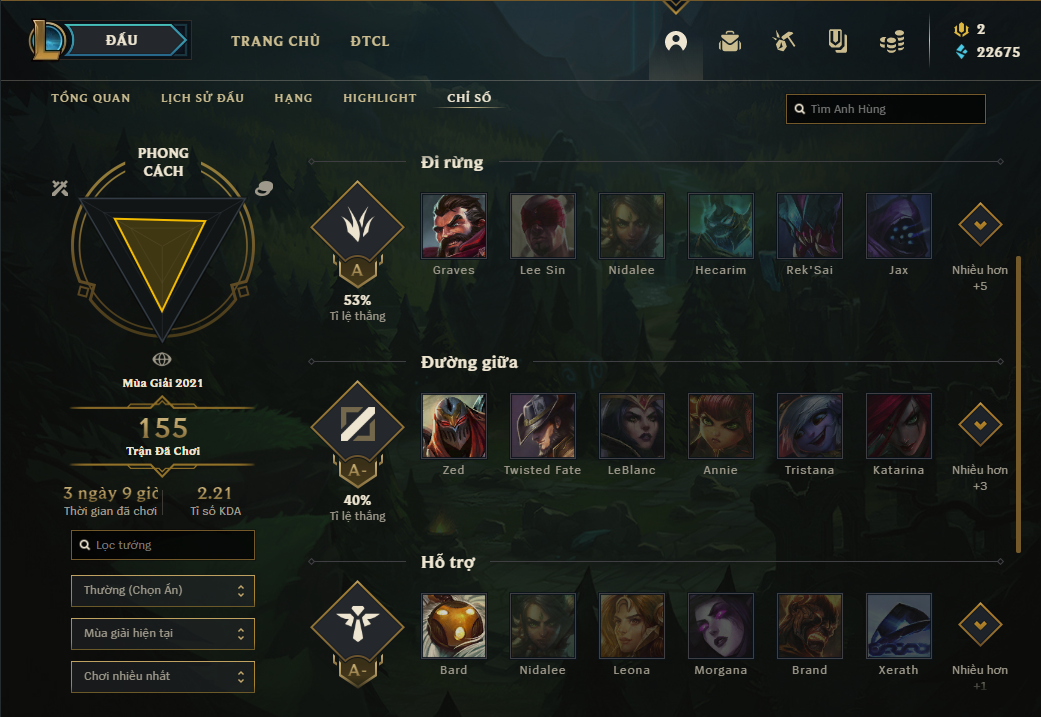 ĐẤU
TRANG CHỦ
ĐTCL
2
22675
TỔNG QUAN
LỊCH SỬ ĐẤU
HẠNG
HIGHLIGHT
CHỈ SỐ
Tìm Anh Hùng
PHONG
CÁCH
Mùa Giải 2021
155
Trận Đã Chơi
3 ngày 9 giờ
Thời gian đã chơi
2.21
Tỉ số KDA
Lọc tướng
Thường (Chọn Ẩn)
Mùa giải hiện tại
Chơi nhiều nhất
Đi rừng
A
53%
Tỉ lệ thắng
Graves
Lee Sin
Nidalee
Hecarim
Rek'Sai
Jax
Nhiều hơn
+5
Đường giữa
A-
40%
Tỉ lệ thắng
Zed
Twisted Fate
LeBlanc
Annie
Tristana
Katarina
Nhiều hơn
+3
Hỗ trợ
A-
Bard
Nidalee
Leona
Morgana
Brand
Xerath
Nhiều hơn
+1